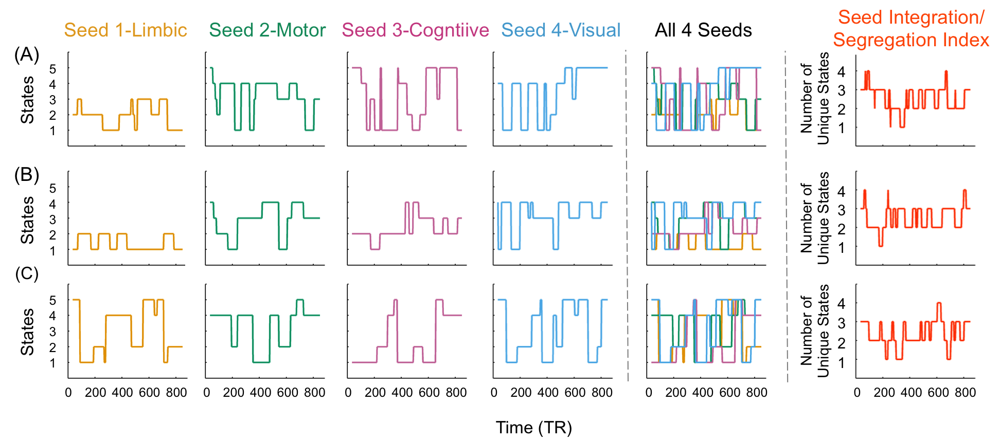 Seed 1-Limbic Seed 2-Motor Seed 3-Cogntiive Seed 4-Visual All 4 Seeds Seed Integration/
Segregation Index
(A)
States
5
4
3
2
1
Number of
Unique States
4
3
2
1
(B)
States
5
4
3
2
1
Number of
Unique States
4
3
2
1
(C)
States
5
4
3
2
1
Number of
Unique States
4
3
2
1
0 200 400 600 800 0 200 400 600 800 0 200 400 600 800 0 200 400 600 800 0 200 400 600 800 0 200 400 600 800
Time (TR)